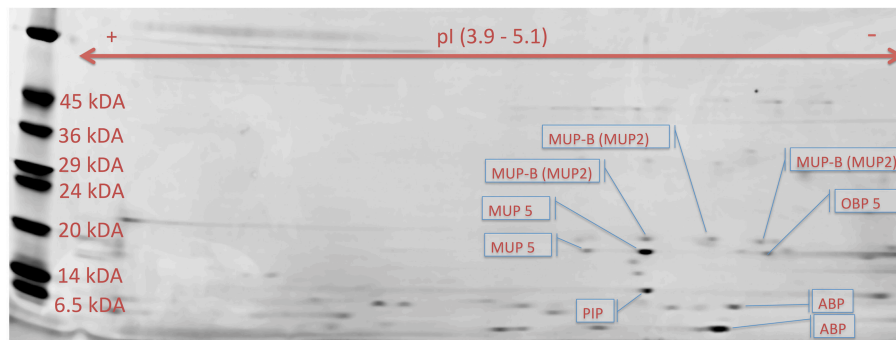 + pI (3.9 - 5.1) -
45 kDA
36 kDA
29 kDA
24 kDA
20 kDA
14 kDA
6.5 kDA
MUP-B (MUP2)
MUP-B (MUP2)
MUP-B (MUP2)
MUP 5
OBP 5
MUP 5
PIP
ABP
ABP